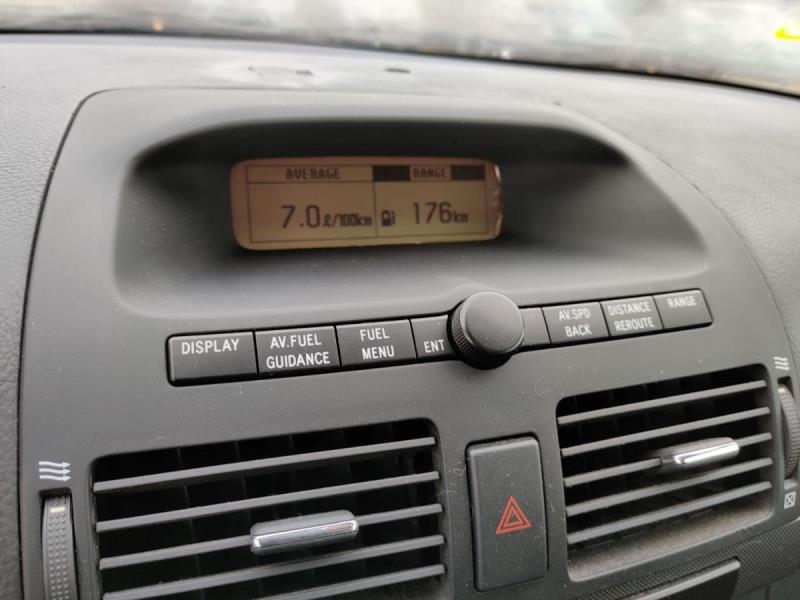 AVERAGE RANGE
7.0ℓ/100km 176km
DISPLAY
AV.FUEL
GUIDANCE
FUEL
MENU
ENT
AV.SPD
BACK
DISTANCE
REROUTE
RANGE